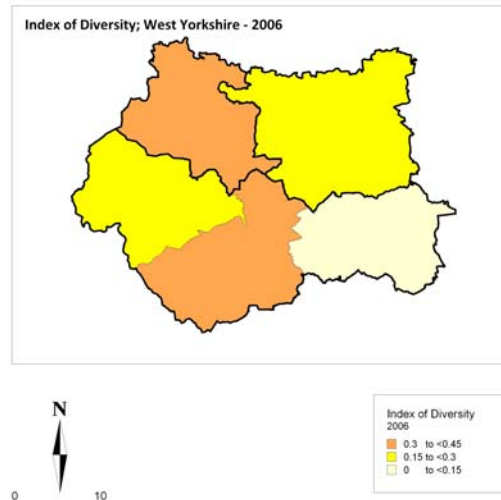 Index of Diversity; West Yorkshire - 2006
N
0 10
Index of Diversity
2006
0.3 to <0.45
0.15 to <0.3
0 to <0.15